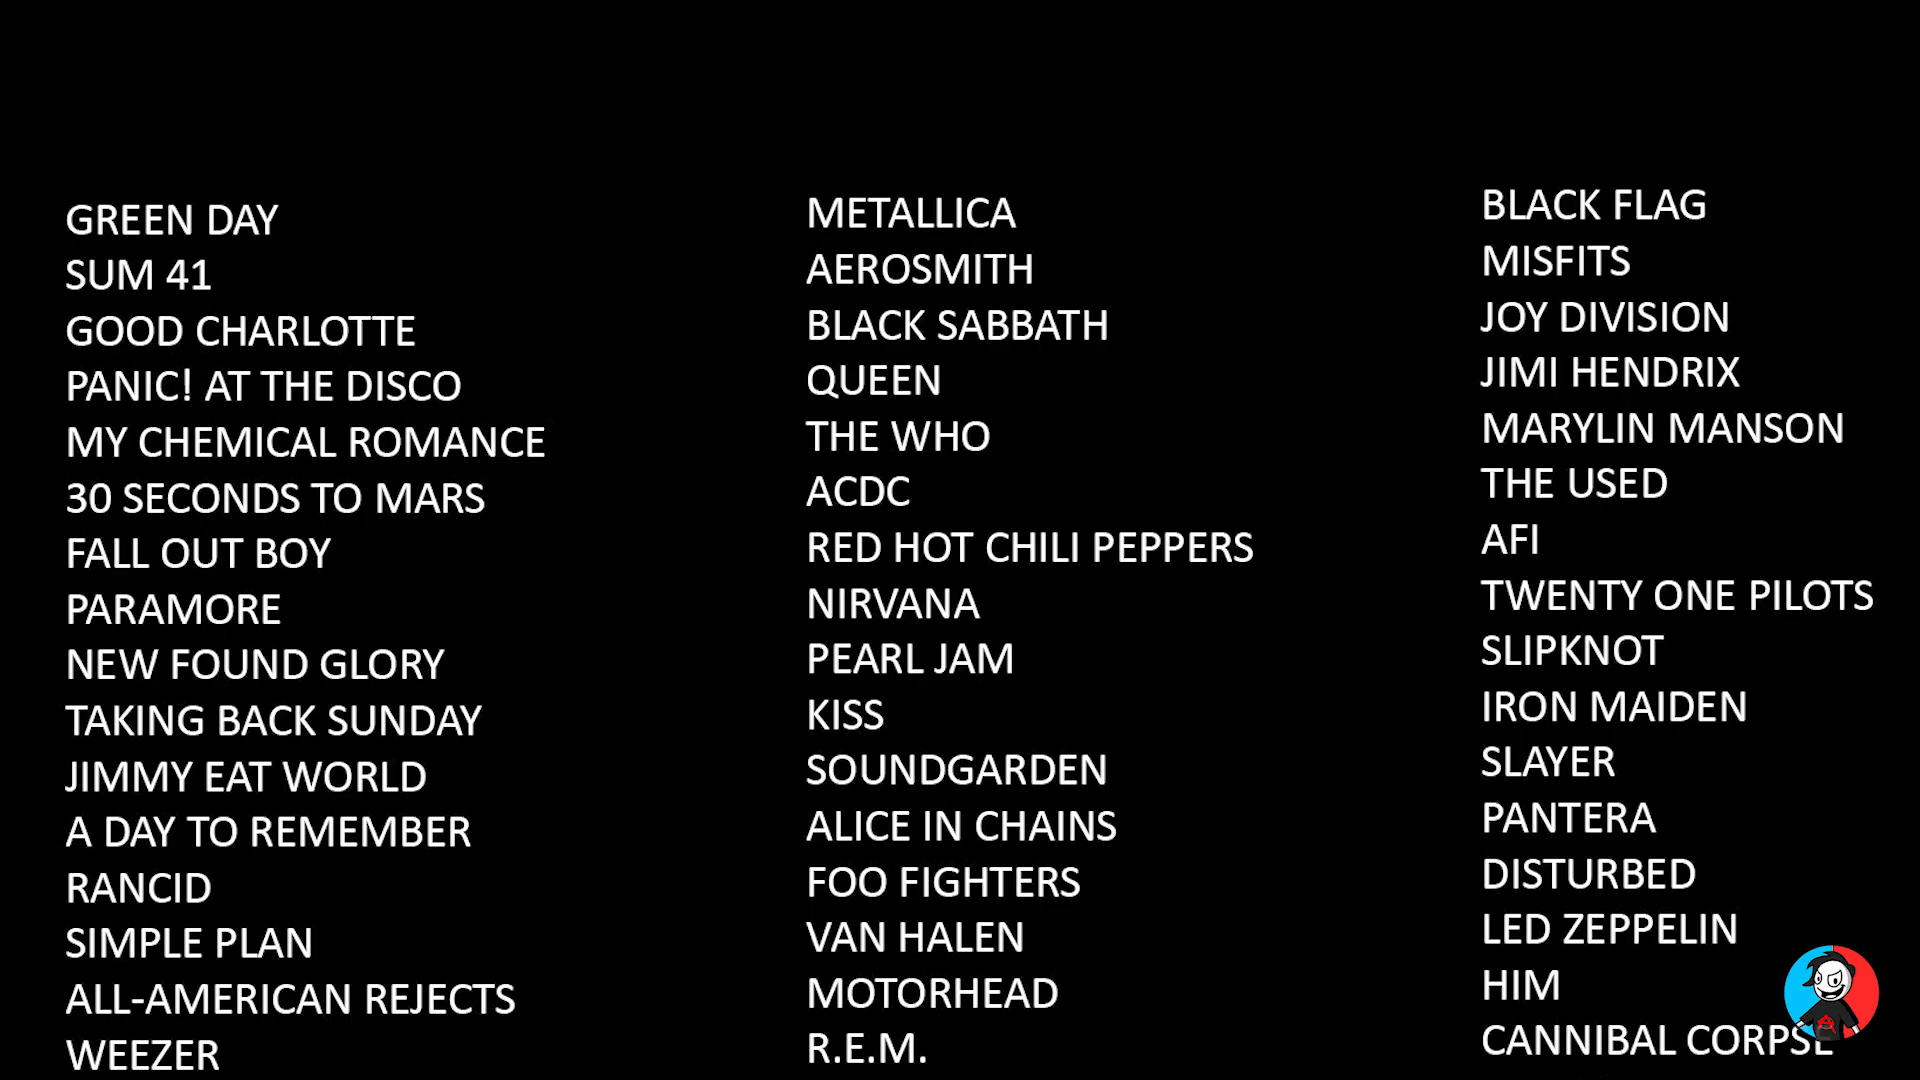 GREEN DAY
SUM 41
GOOD CHARLOTTE
PANIC! AT THE DISCO
MY CHEMICAL ROMANCE
30 SECONDS TO MARS
FALL OUT BOY
PARAMORE
NEW FOUND GLORY
TAKING BACK SUNDAY
JIMMY EAT WORLD
A DAY TO REMEMBER
RANCID
SIMPLE PLAN
ALL-AMERICAN REJECTS
WEEZER
METALLICA
AEROSMITH
BLACK SABBATH
QUEEN
THE WHO
ACDC
RED HOT CHILI PEPPERS
NIRVANA
PEARL JAM
KISS
SOUNDGARDEN
ALICE IN CHAINS
FOO FIGHTERS
VAN HALEN
MOTORHEAD
R.E.M.
BLACK FLAG
MISFITS
JOY DIVISION
JIMI HENDRIX
MARYLIN MANSON
THE USED
AFI
TWENTY ONE PILOTS
SLIPKNOT
IRON MAIDEN
SLAYER
PANTERA
DISTURBED
LED ZEPPELIN
HIM
CANNIBAL CORPSE